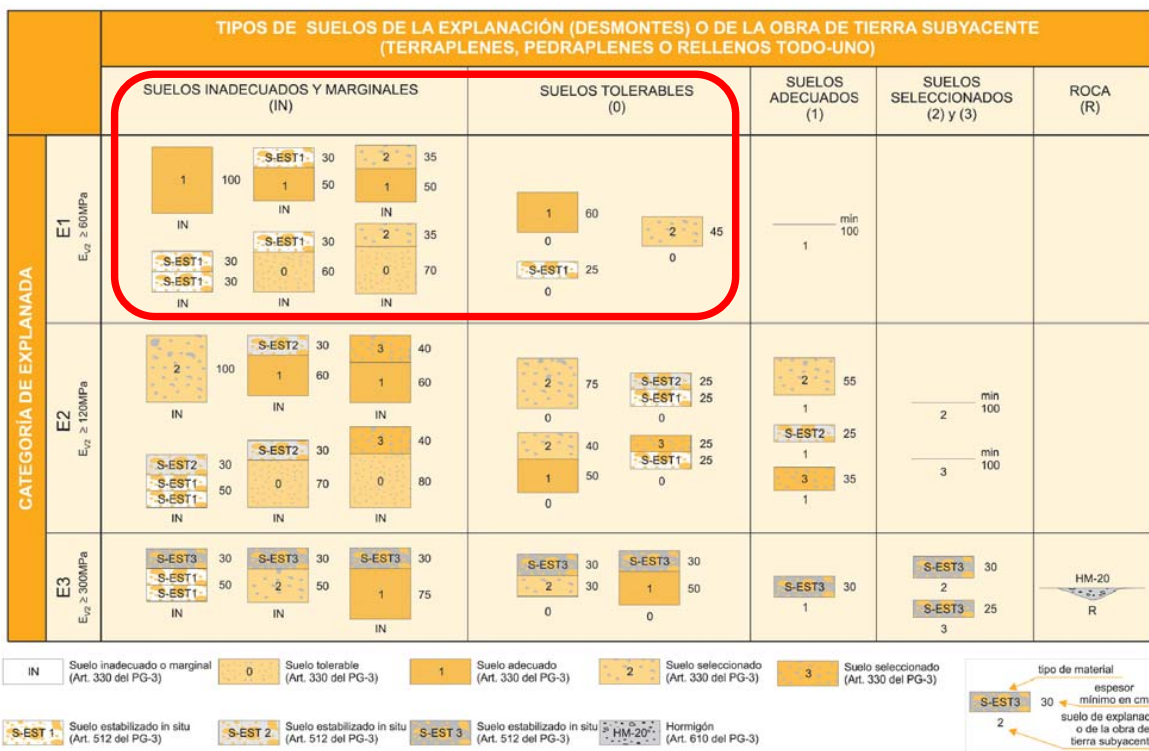 TIPOS DE SUELOS DE LA EXPLANACIÓN (DESMONTES) O DE LA OBRA DE TIERRA SUBYACENTE
(TERRAPLENES, PEDRAPLENES O RELLENOS TODO-UNO)
SUELOS INADECUADOS Y MARGINALES
(IN)
SUELOS TOLERABLES
(0)
SUELOS
ADECUADOS
(1)
SUELOS
SELECCIONADOS
(2) y (3)
ROCA
(R)
CATEGORÍA DE EXPLANADA
E1
EV2 ≥ 60MPa
1 100
IN
S-EST1 30
1 50
IN
2 35
1 50
IN
S-EST1 30
S-EST1 30
IN
S-EST1 30
0 60
IN
2 35
0 70
IN
1 60
0
2 45
0
S-EST1 25
0
min
100
1
E2
EV2 ≥ 120MPa
2 100
IN
S-EST2 30
1 60
IN
3 40
1 60
IN
S-EST2 30
S-EST1 50
S-EST1
IN
S-EST2 30
0 70
IN
3 40
0 80
IN
2 75
0
S-EST2 25
S-EST1 25
0
2 40
1 50
0
3 25
S-EST1 25
0
2 55
1
S-EST2 25
1
3 35
1
min
100
2
min
100
3
E3
EV2 ≥ 300MPa
S-EST3 30
S-EST1 50
S-EST1
IN
S-EST3 30
2 50
IN
S-EST3 30
1 75
IN
S-EST3 30
2 30
0
S-EST3 30
1 50
0
S-EST3 30
1
S-EST3 30
2
S-EST3 25
3
HM-20
R
IN Suelo inadecuado o marginal
(Art. 330 del PG-3)
0 Suelo tolerable
(Art. 330 del PG-3)
1 Suelo adecuado
(Art. 330 del PG-3)
2 Suelo seleccionado
(Art. 330 del PG-3)
3 Suelo seleccionado
(Art. 330 del PG-3)
S-EST 1 Suelo estabilizado in situ
(Art. 512 del PG-3)
S-EST 2 Suelo estabilizado in situ
(Art. 512 del PG-3)
S-EST 3 Suelo estabilizado in situ
(Art. 512 del PG-3)
HM-20 Hormigón
(Art. 610 del PG-3)
tipo de material
S-EST3 30
espesor
mínimo en cm
2
suelo de explanac
o de la obra de
tierra subyacente